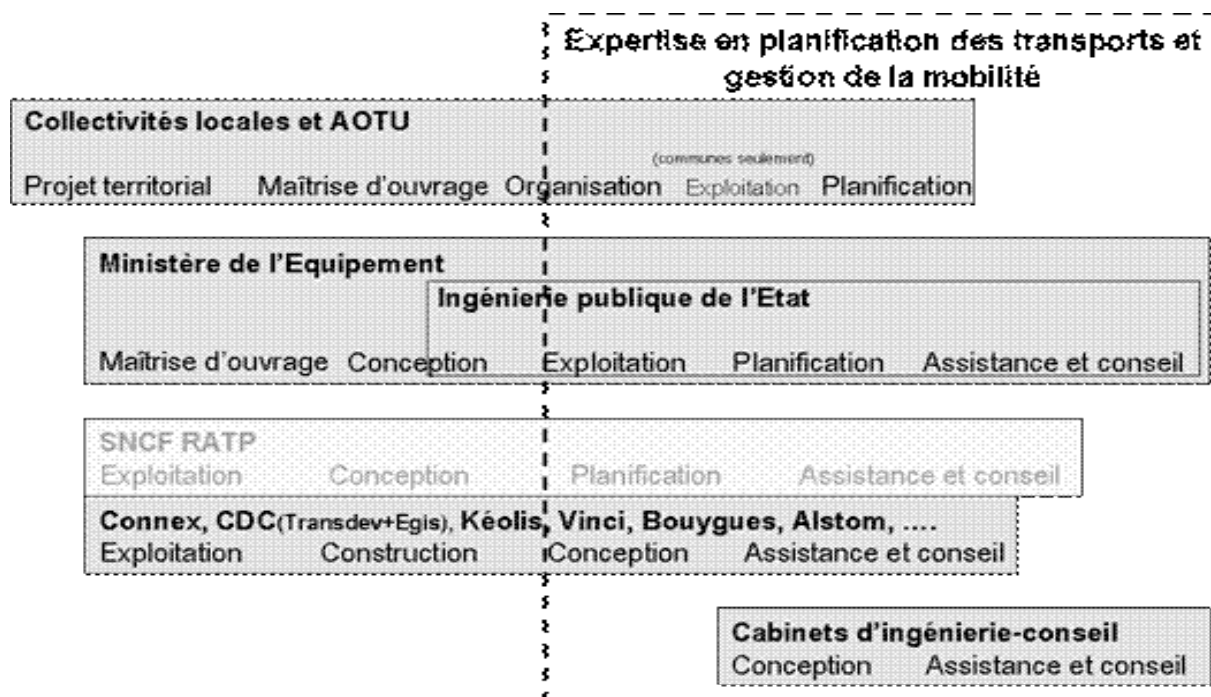 Expertise en planification des transports et
gestion de la mobilité
Collectivités locales et AOTU
(communes seulement)
Projet territorial Maîtrise d'ouvrage Organisation Exploitation Planification
Ministère de l'Equipement
Ingénierie publique de l'Etat
Maîtrise d'ouvrage Conception Exploitation Planification Assistance et conseil
SNCF RATP
Exploitation Conception Planification Assistance et conseil
Connex, CDC(Transdev+Egis), Kéolis, Vinci, Bouygues, Alstom, ....
Exploitation Construction Conception Assistance et conseil
Cabinets d'ingénierie-conseil
Conception Assistance et conseil